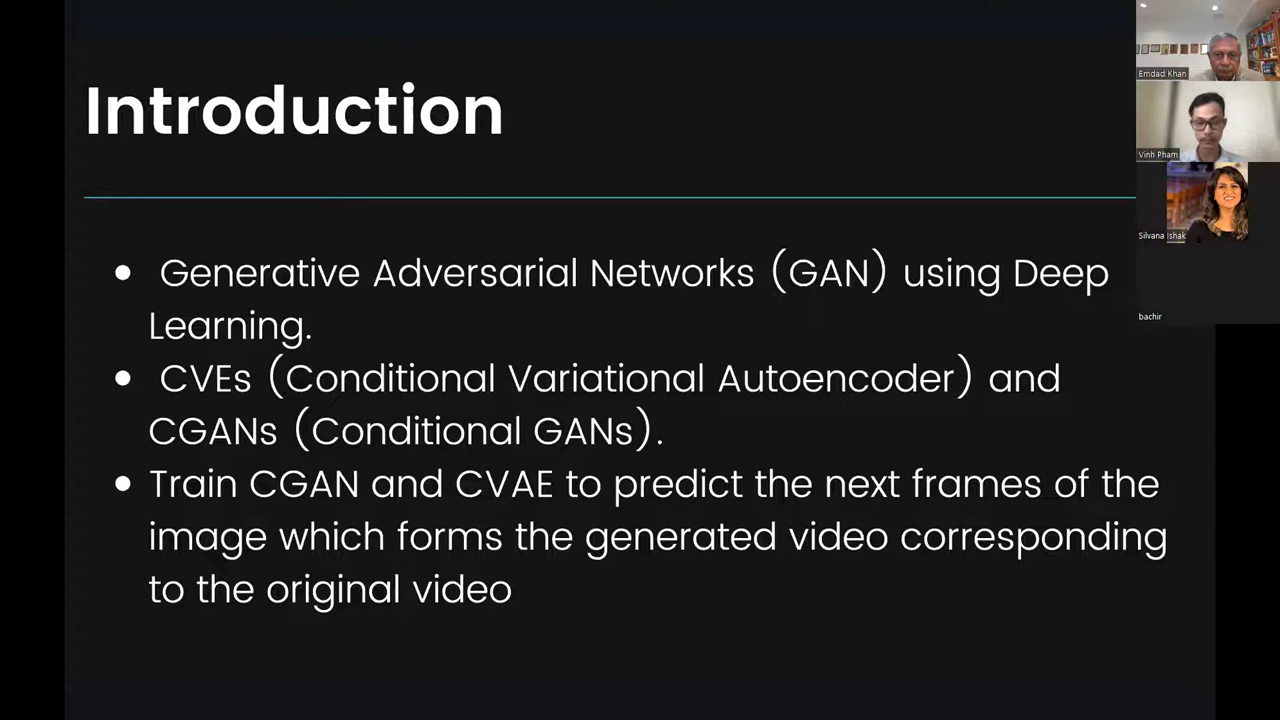 Introduction
Generative Adversarial Networks (GAN) using Deep
Learning.
CVEs (Conditional Variational Autoencoder) and
CGANs (Conditional GANs).
Train CGAN and CVAE to predict the next frames of the
image which forms the generated video corresponding
to the original video
Emdad Khan
Vinh Pham
Silvana Ishak
bachir